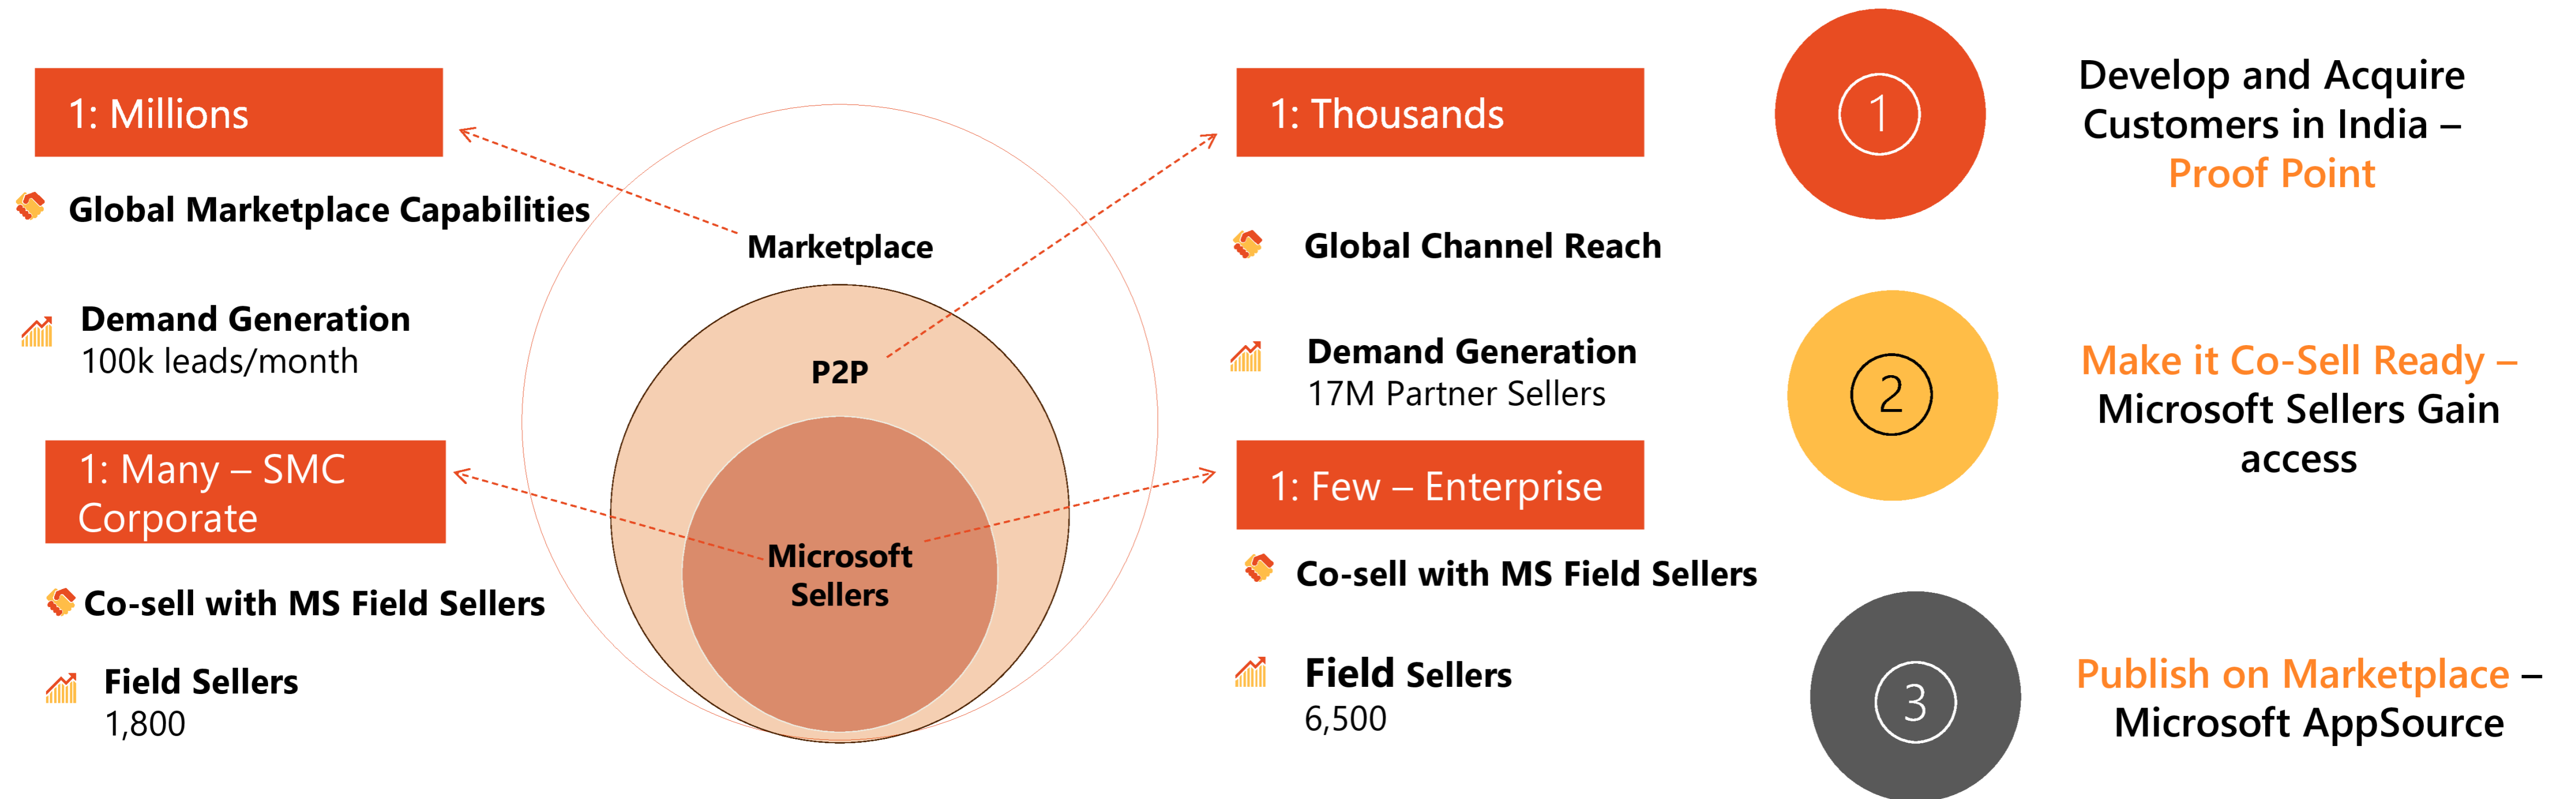 1: Millions
Global Marketplace Capabilities
Demand Generation
100k leads/month
1: Many – SMC
Corporate
Co-sell with MS Field Sellers
Field Sellers
1,800
Marketplace
P2P
Microsoft
Sellers
1: Thousands
Global Channel Reach
Demand Generation
17M Partner Sellers
1: Few – Enterprise
Co-sell with MS Field Sellers
Field Sellers
6,500
1
Develop and Acquire
Customers in India –
Proof Point
2
Make it Co-Sell Ready –
Microsoft Sellers Gain
access
3
Publish on Marketplace –
Microsoft AppSource